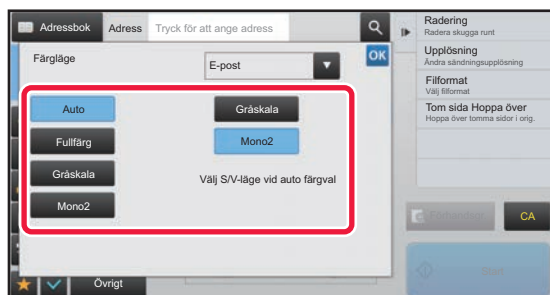 Adressbok
Adress
Tryck för att ange adress
Färgläge
E-post
OK
Auto
Fullfärg
Gråskala
Mono2
Gråskala
Mono2
Välj S/V-läge vid auto färgval
Övrigt
Radering
Radera skugga runt
Upplösning
Ändra sändningsupplösning
Filformat
Välj filformat
Tom sida Hoppa över
Hoppa över tomma sidor i orig.
CA